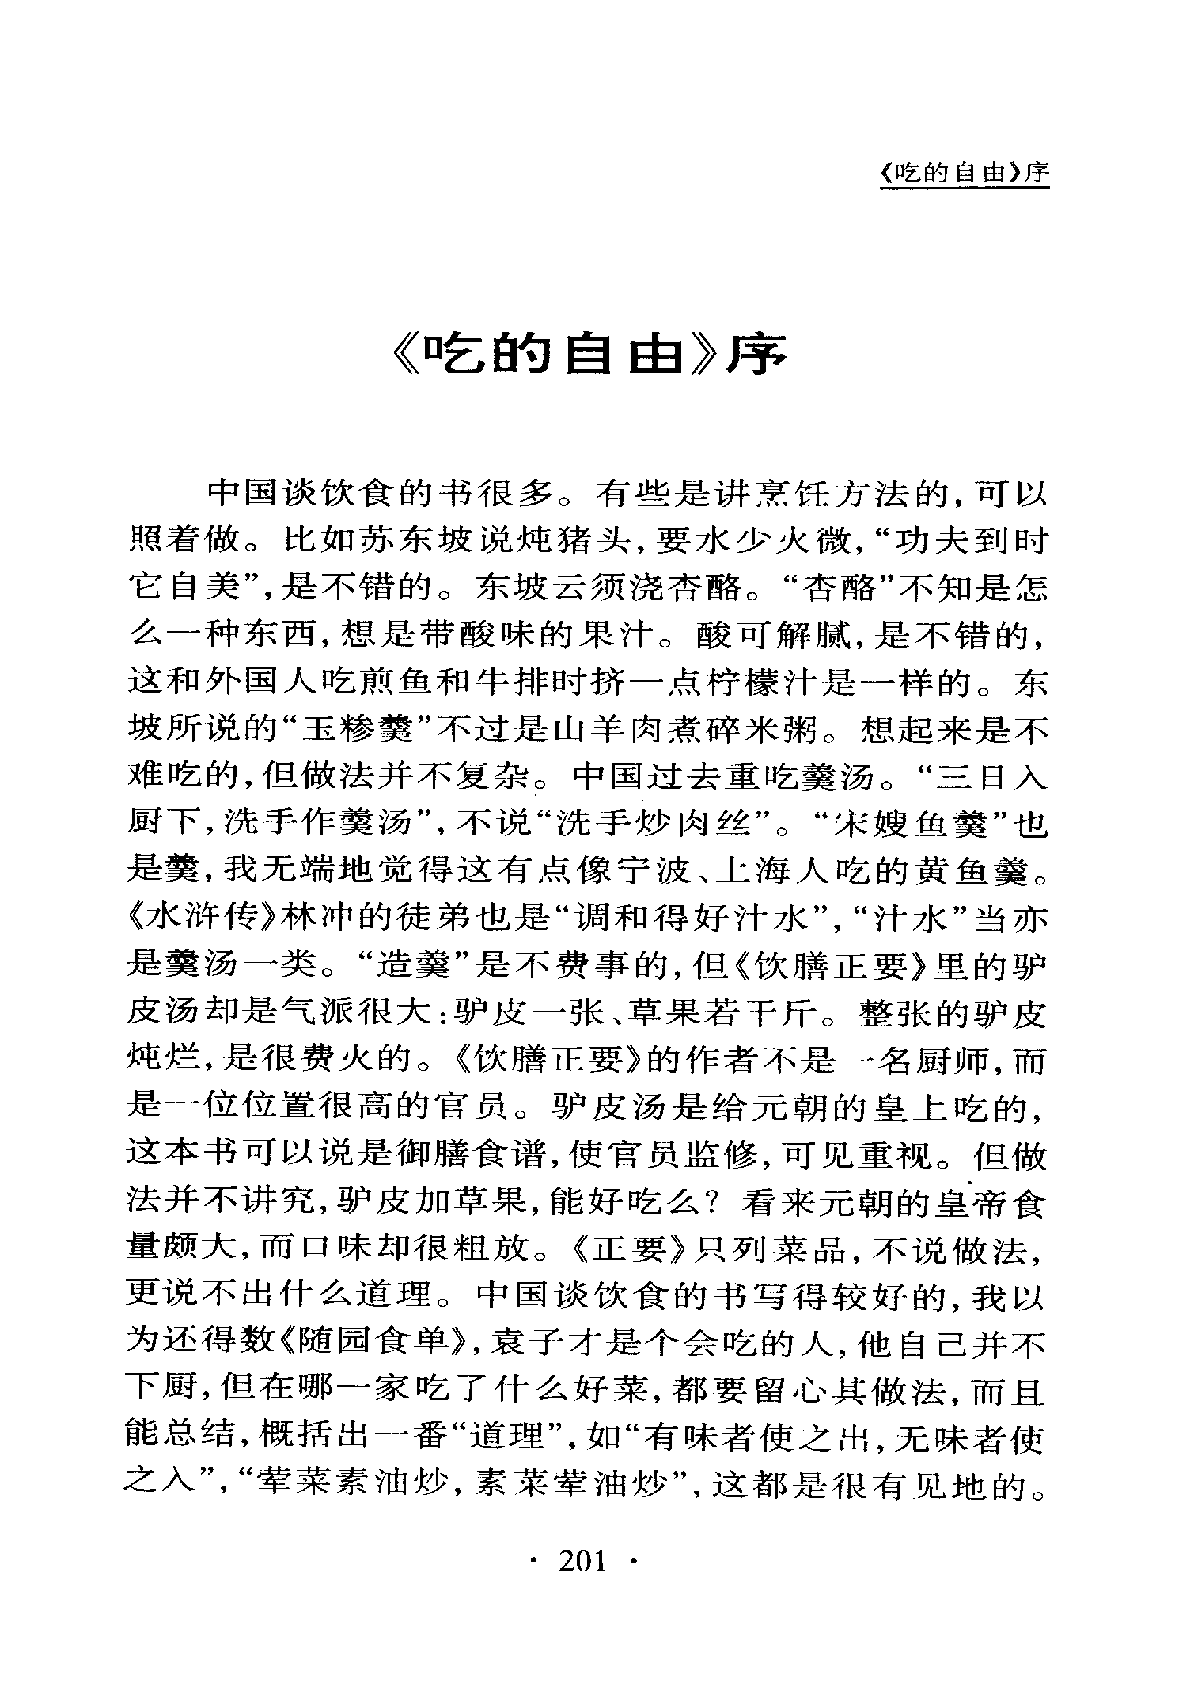 《吃的自由》序
《吃的自由》序
中国谈饮食的书很多。有些是讲烹饪方法的,可以
照着做。比如苏东坡说炖猪头,要水少火微,“功夫到时
它自美”,是不错的。东坡云须浇杏酪。“杏酪”不知是怎
么一种东西,想是带酸味的果汁。酸可解腻,是不错的,
这和外国人吃煎鱼和牛排时挤一点柠檬汁是一样的。东
坡所说的“玉糁羹”不过是山羊肉煮碎米粥。想起来是不
难吃的,但做法并不复杂。中国过去重吃羹汤。“三日入
厨下,洗手作羹汤”,不说“洗手炒肉丝”。“宋嫂鱼羹”也
是羹,我无端地觉得这有点像宁波、上海人吃的黄鱼羹。
《水浒传》林冲的徒弟也是“调和得好汁水”,“汁水”当亦
是羹汤一类。“造羹”是不费事的,但《饮膳正要》里的驴
皮汤却是气派很大:驴皮一张、草果若干斤。整张的驴皮
炖烂,是很费火的。《饮膳正要》的作者不是一名厨师,而
是一位位置很高的官员。驴皮汤是给元朝的皇上吃的,
这本书可以说是御膳食谱,使官员监修,可见重视。但做
法并不讲究,驴皮加草果,能好吃么?看来元朝的皇帝食
量颇大,而口味却很粗放。《正要》只列菜品,不说做法,
更说不出什么道理。中国谈饮食的书写得较好的,我以
为还得数《随园食单》,袁子才是个会吃的人,他自己并不
下厨,但在哪一家吃了什么好菜,都要留心其做法,而且
能总结,概括出一番“道理”,如“有味者使之出,无味者使
之入”,“荤菜素油炒,素菜荤油炒”,这都是很有见地的。
· 201 ·